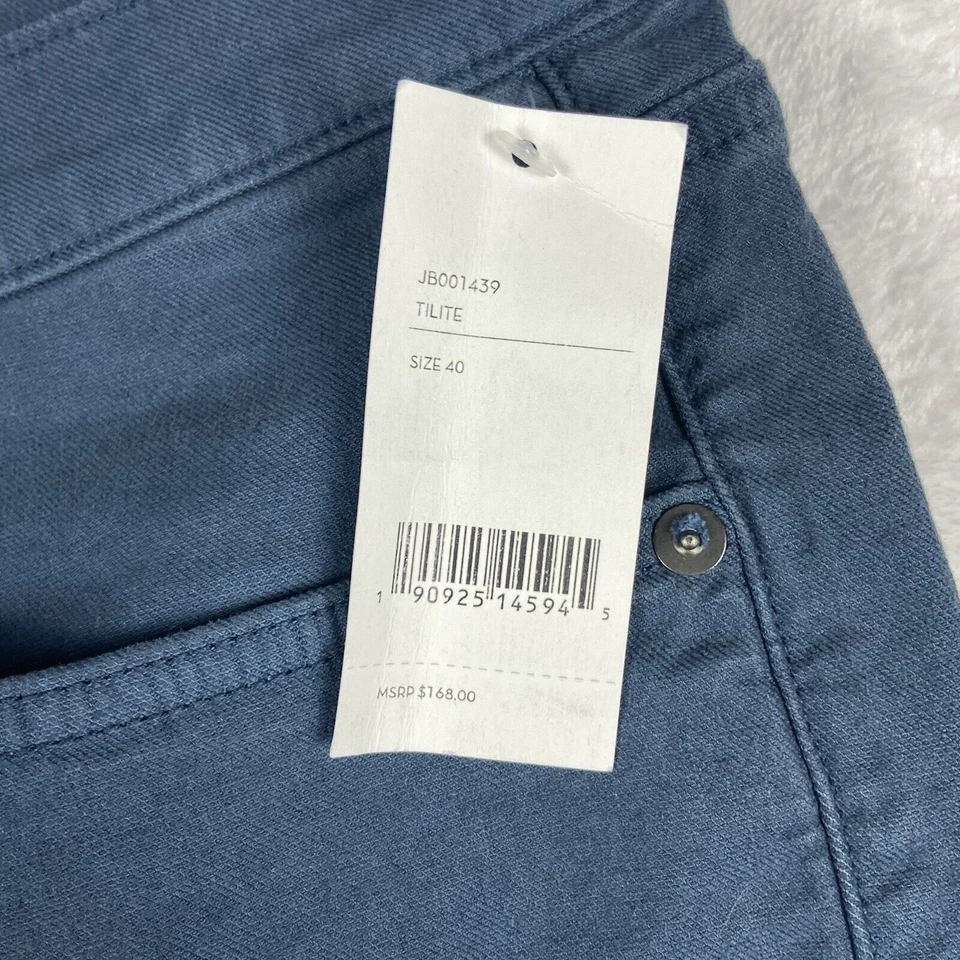 JB001439
TILITE
SIZE 40
1 90925 14594 5
MSRP $168.00